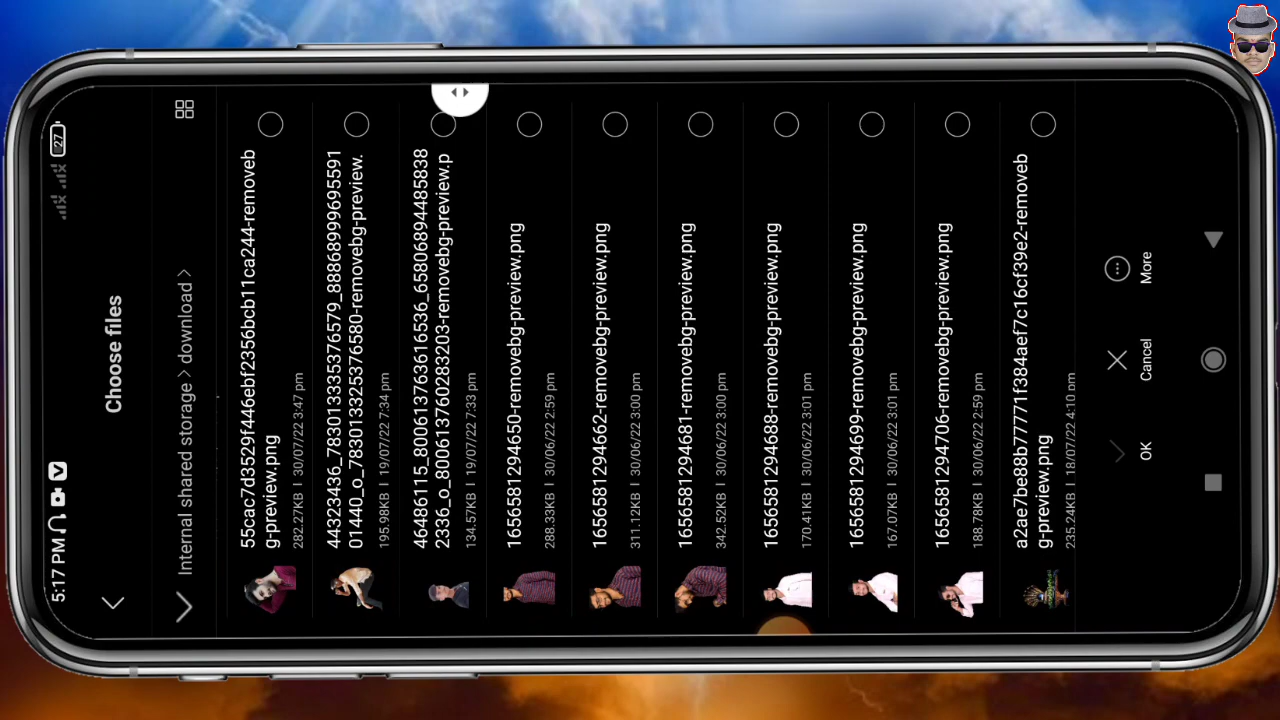 5:17 PM
27
Choose files
Internal shared storage > download >
55cac7d3529f446ebf2356bcb11ca244-removeb
g-preview.png
282.27KB | 30/07/22 3:47 pm
443234436_783013335376579_88868999695591
01440_o_783013325376580-removebg-preview.
195.98KB | 19/07/22 7:34 pm
46486115_800613763616536_65806894485838
2336_o_800613760283203-removebg-preview.p
134.57KB | 19/07/22 7:33 pm
1656581294650-removebg-preview.png
288.33KB | 30/06/22 2:59 pm
1656581294662-removebg-preview.png
311.12KB | 30/06/22 3:00 pm
1656581294681-removebg-preview.png
342.52KB | 30/06/22 3:00 pm
1656581294688-removebg-preview.png
170.41KB | 30/06/22 3:01 pm
1656581294699-removebg-preview.png
167.07KB | 30/06/22 3:01 pm
1656581294706-removebg-preview.png
188.78KB | 30/06/22 2:59 pm
a2ae7be88b77771f384aef7c16cf39e2-removeb
g-preview.png
235.24KB | 18/07/22 4:10 pm
OK
Cancel
More